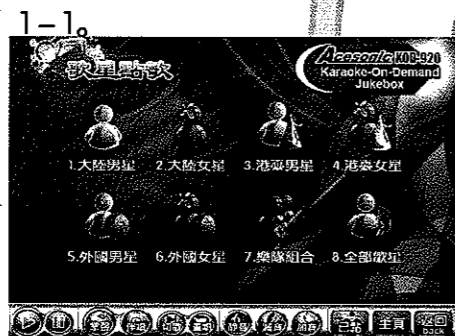 1-1。
歌星點歌
Acesonic KOD-920
Karaoke-On-Demand
Jukebox
1.大陸男星 2.大陸女星 3.港臺男星 4.港臺女星
5.外國男星 6.外國女星 7.樂隊組合 8.全部歌星
已點 主頁 返回
back